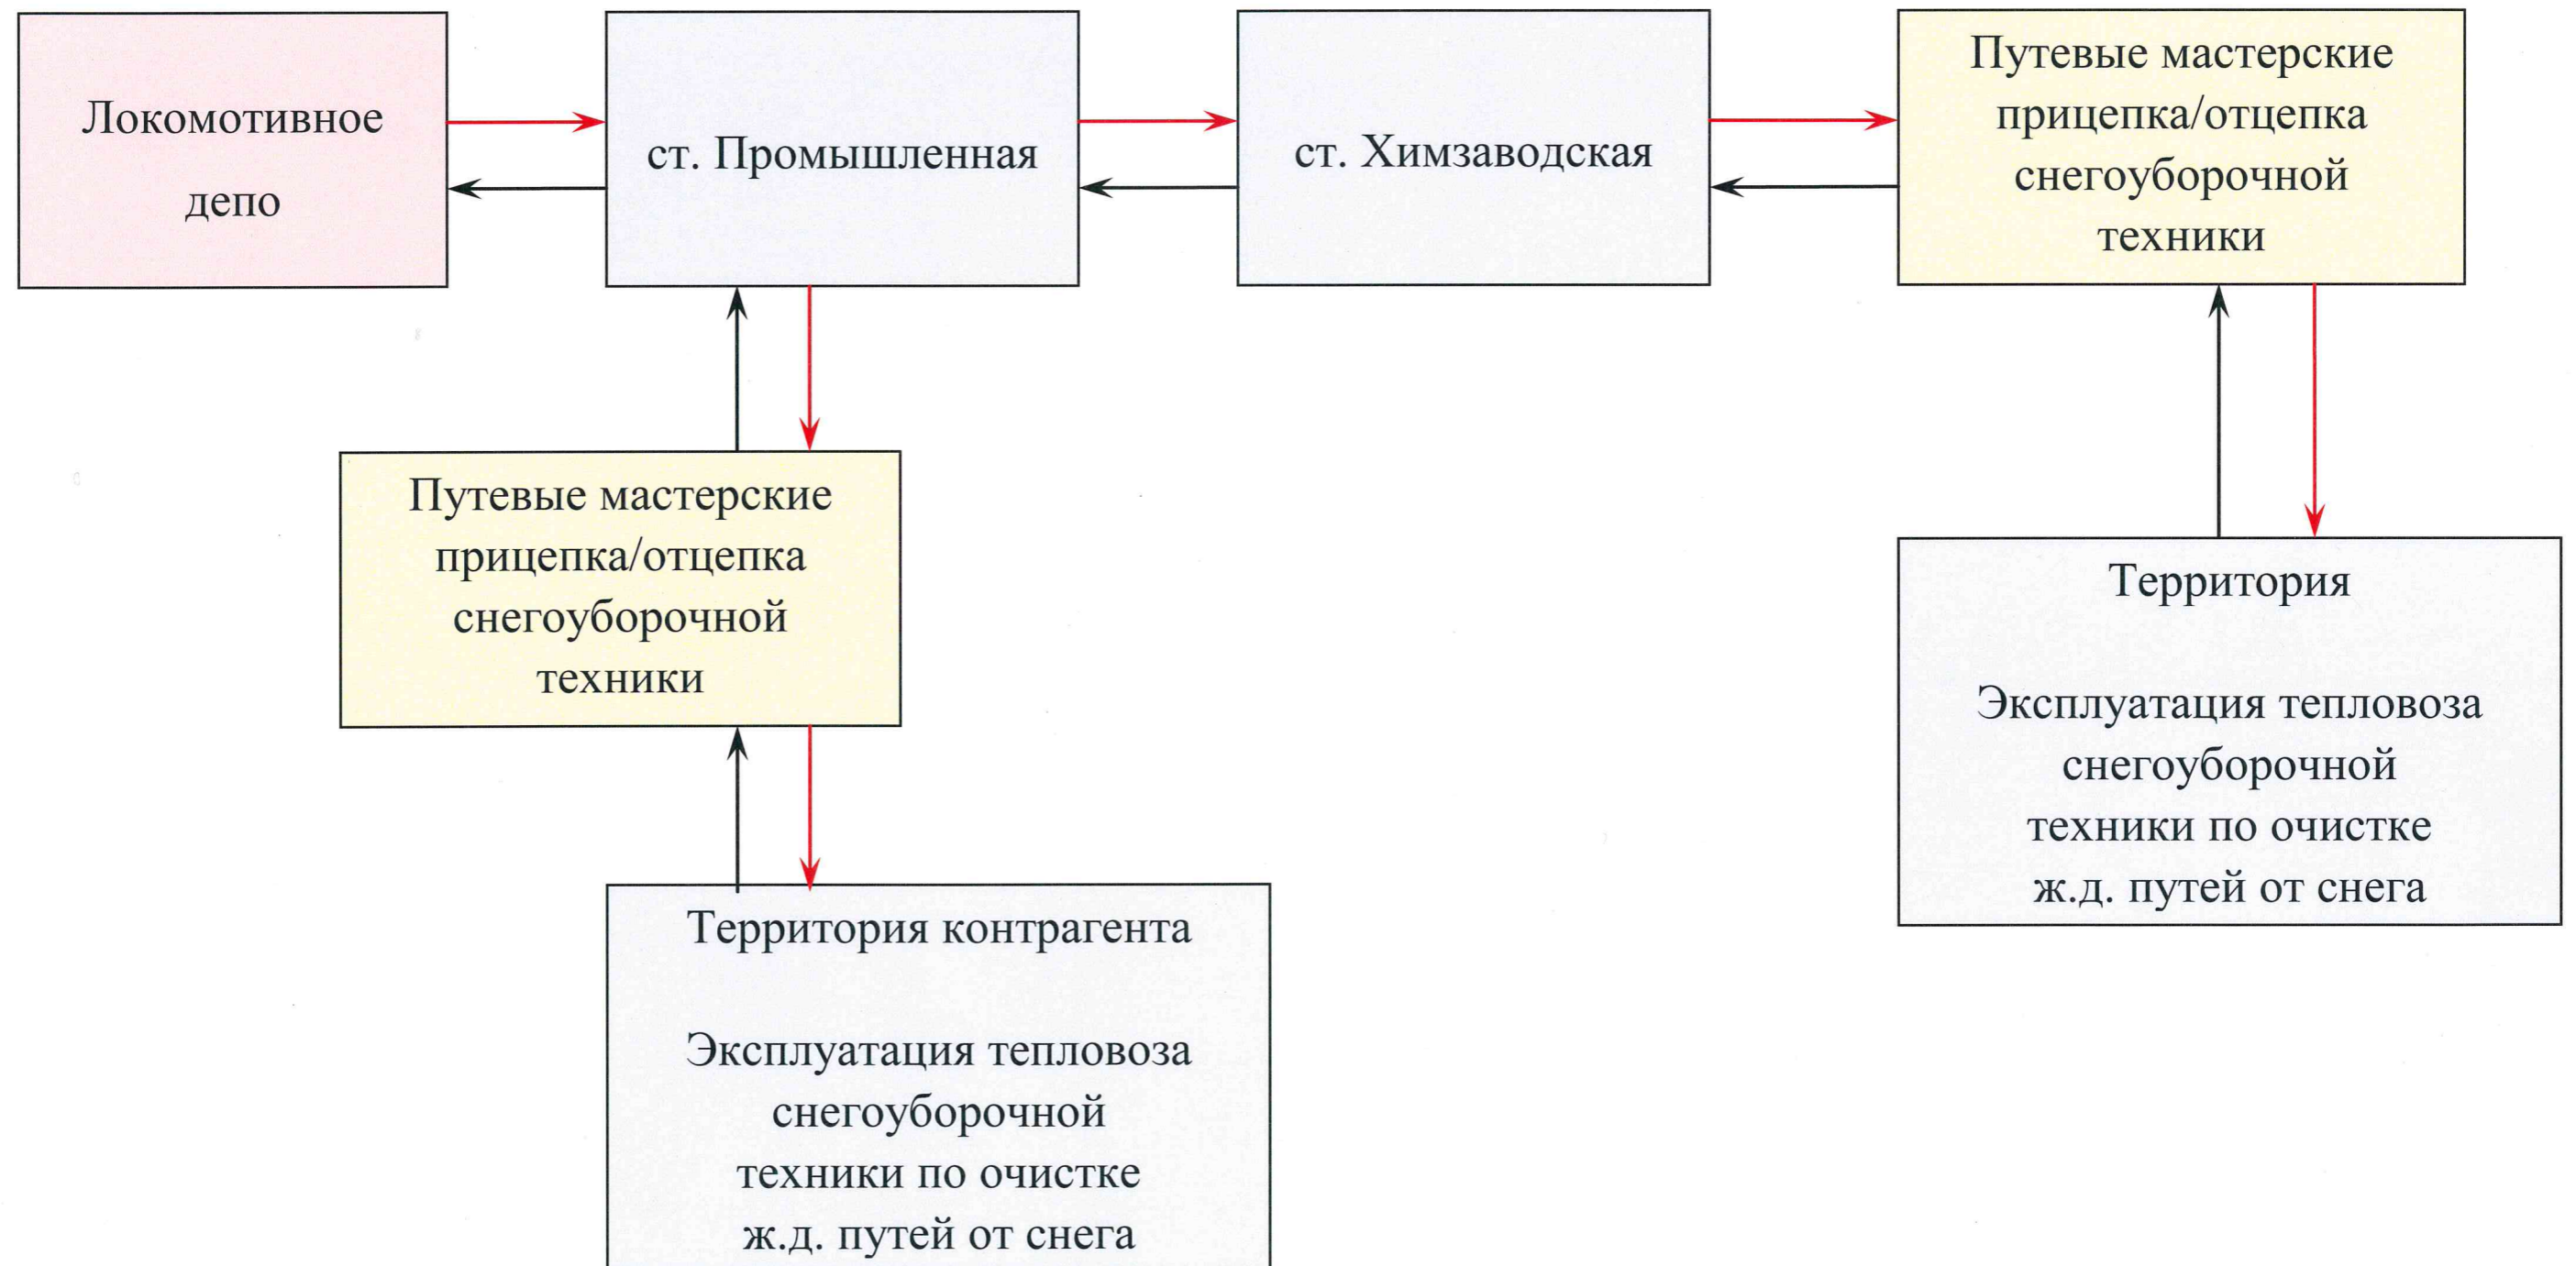 Локомотивное
депо
ст. Промышленная
ст. Химзаводская
Путевые мастерские
прицепка/отцепка
снегоуборочной
техники
Путевые мастерские
прицепка/отцепка
снегоуборочной
техники
Территория
Эксплуатация тепловоза
снегоуборочной
техники по очистке
ж.д. путей от снега
Территория контрагента
Эксплуатация тепловоза
снегоуборочной
техники по очистке
ж.д. путей от снега